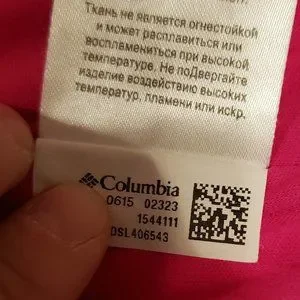 Ткань не является огнестойкой
и может расплавиться или
воспламениться при высокой
температуре. Не поДвергайте
изделие воздействию высоких
температур, пламени или искр.
Columbia
0615 02323
1544111
DSL406543